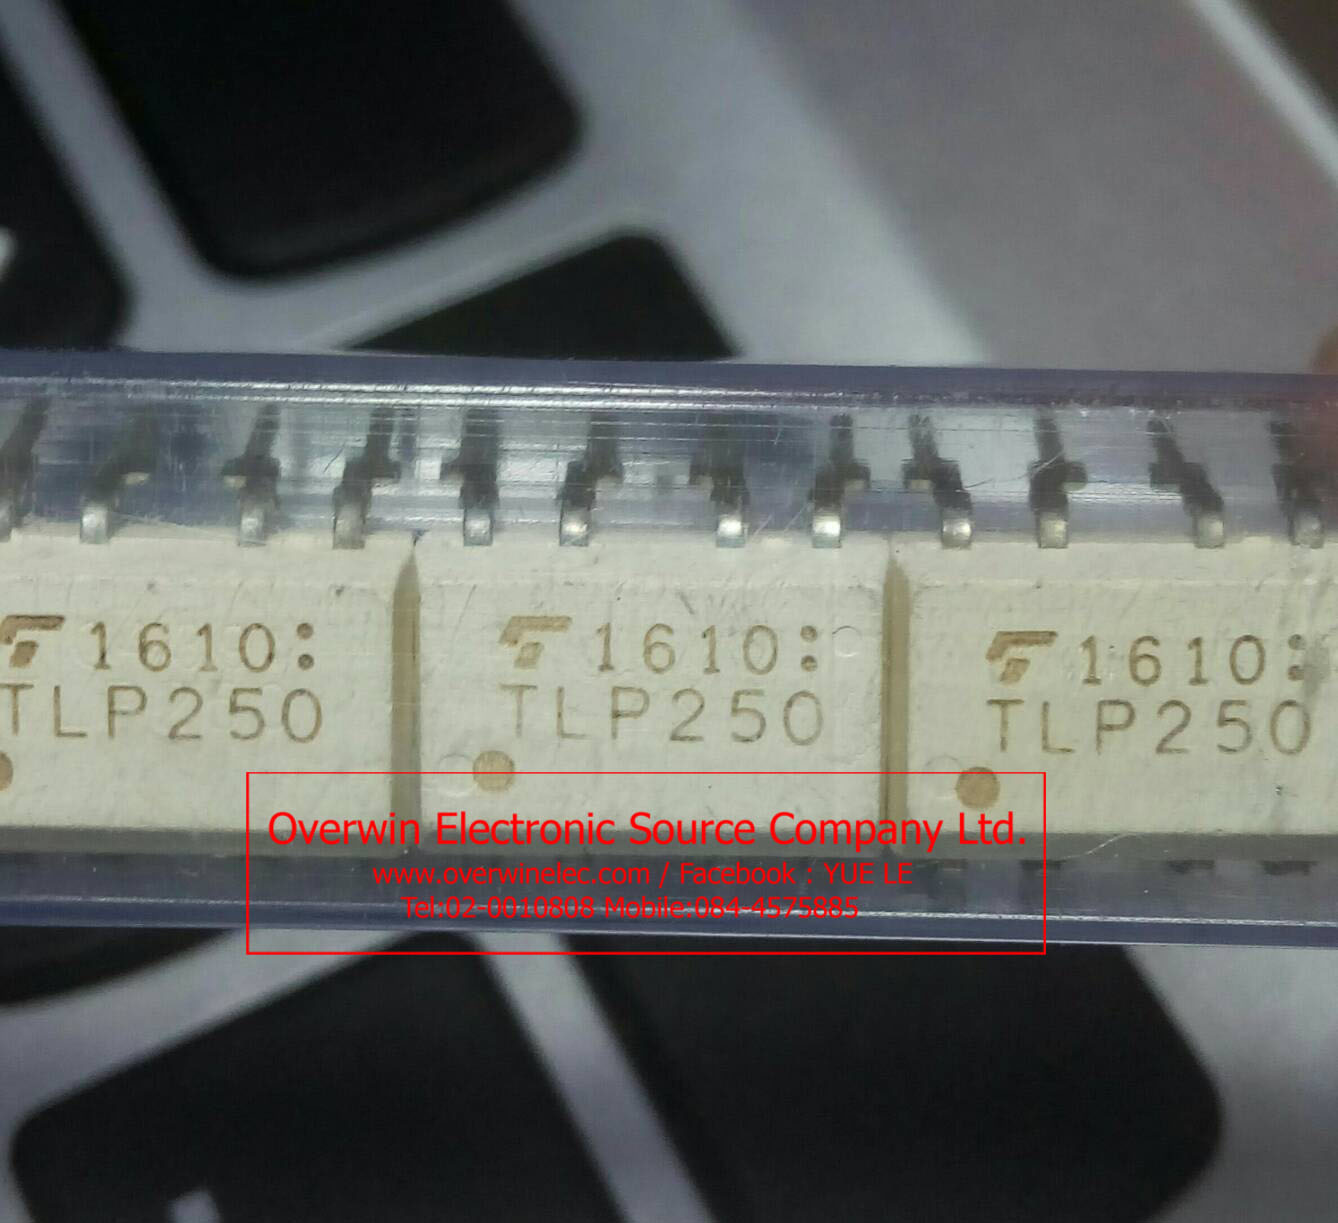 1610:
TLP250
1610:
TLP250
1610:
TLP250
Overwin Electronic Source Company Ltd.
www.overwinelec.com / Facebook : YUE LE
Tel:02-0010808 Mobile:084-4575885